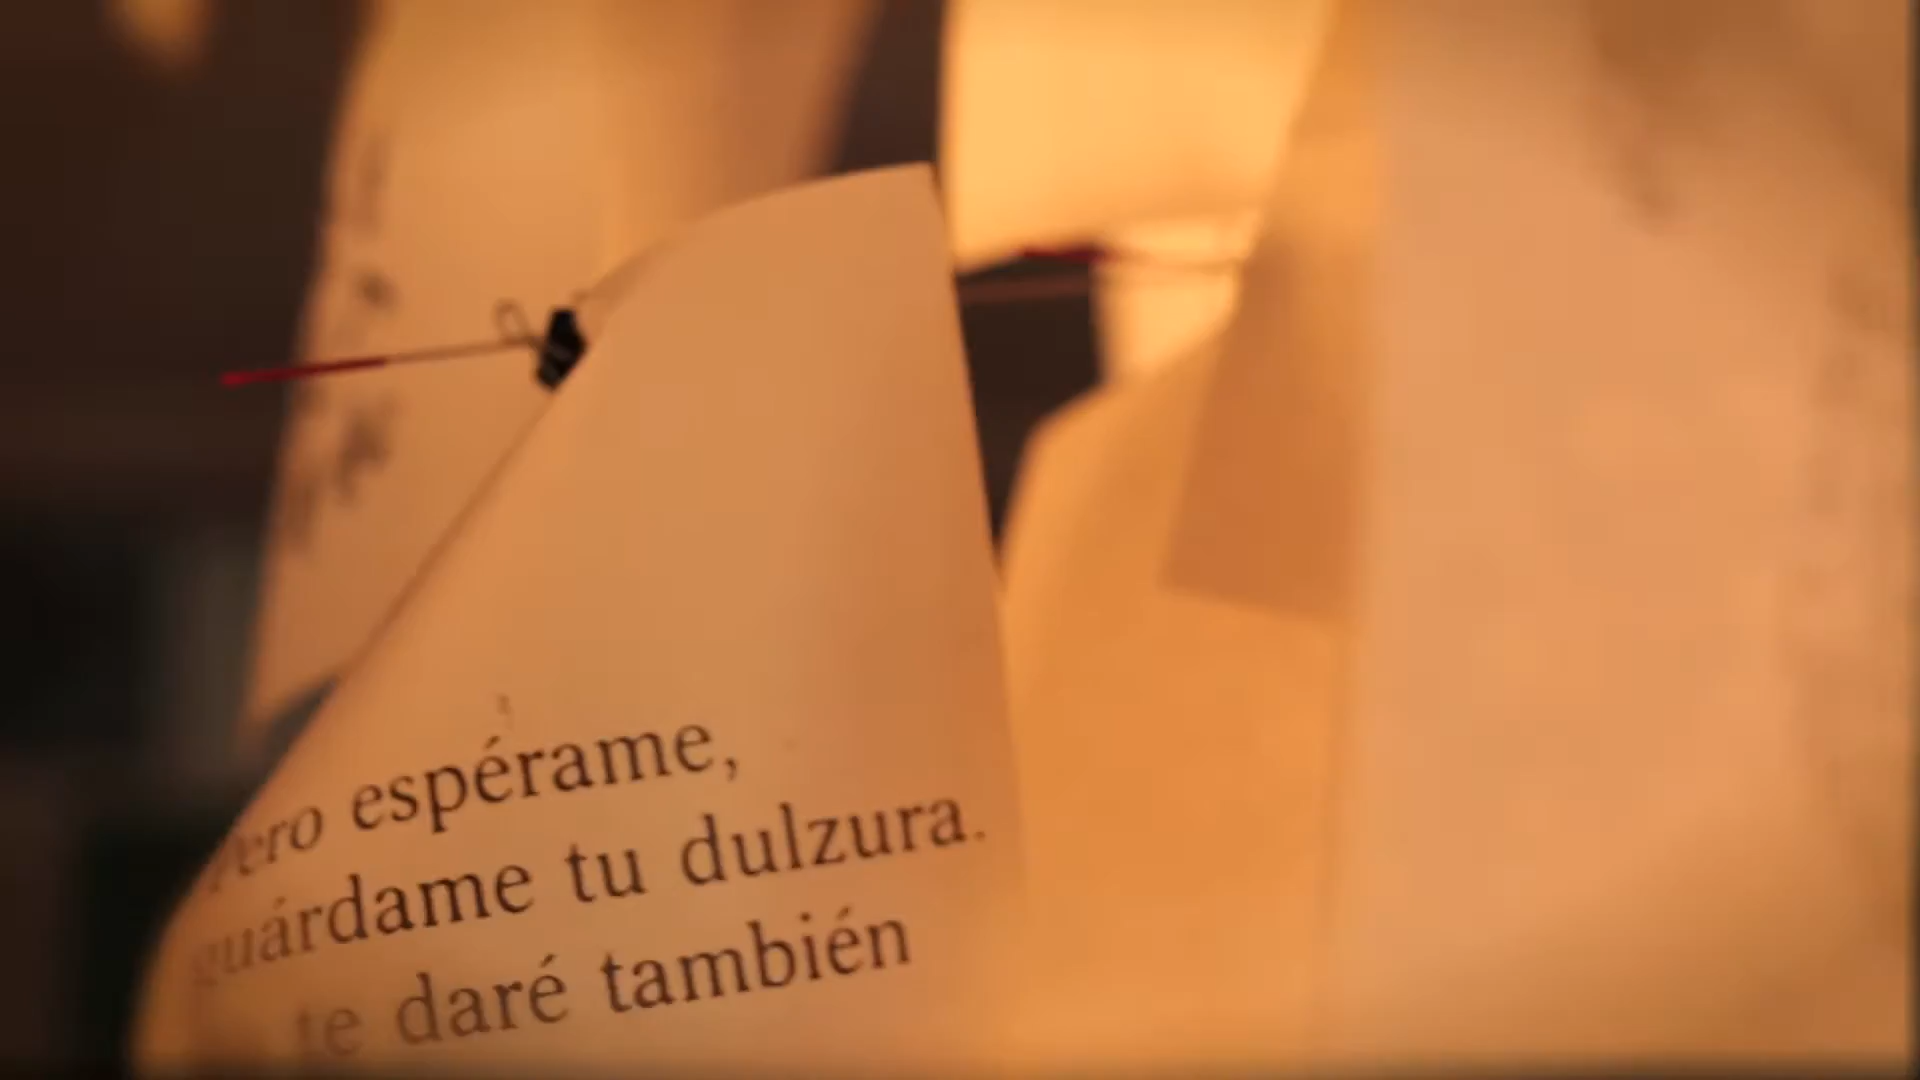 Pero espérame,
guárdame tu dulzura.
te daré también